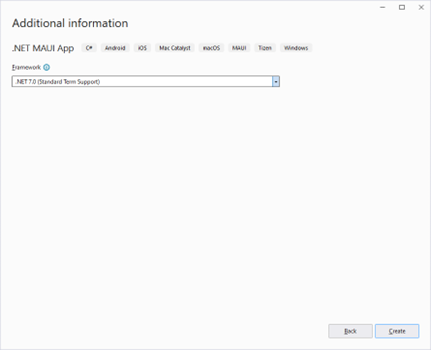 Additional information
.NET MAUI App C# Android iOS Mac Catalyst macOS MAUI Tizen Windows
Framework
.NET 7.0 (Standard Term Support)
Back Create